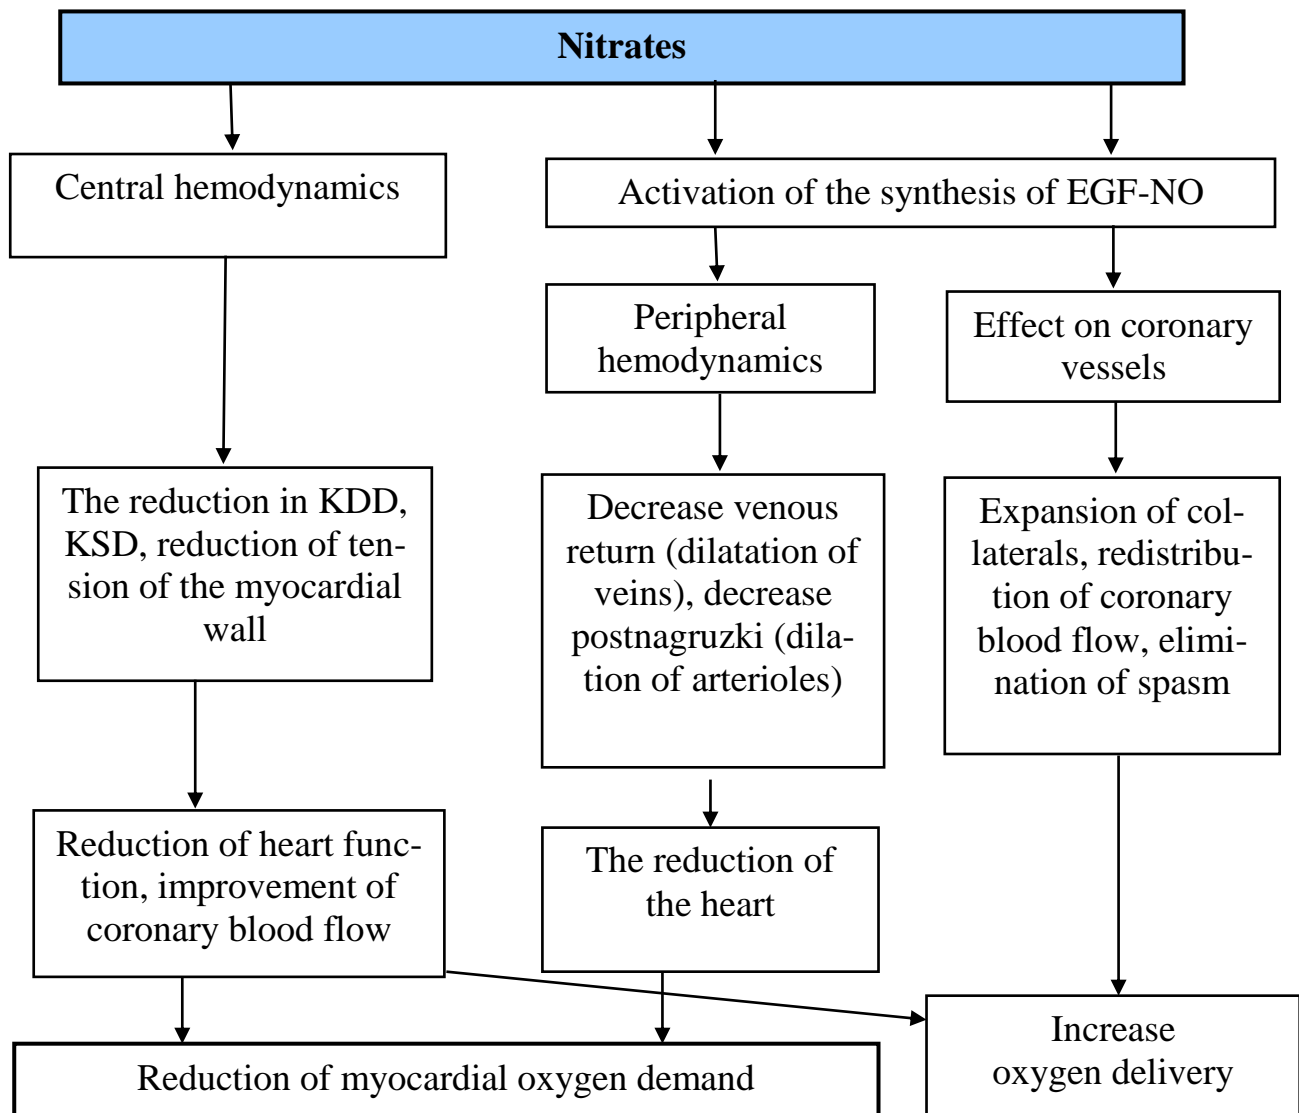 Nitrates
Central hemodynamics
Activation of the synthesis of EGF-NO
Peripheral
hemodynamics
Effect on coronary
vessels
The reduction in KDD,
KSD, reduction of ten-
sion of the myocardial
wall
Decrease venous
return (dilatation of
veins), decrease
postnagruzki (dila-
tion of arterioles)
Expansion of col-
laterals, redistribu-
tion of coronary
blood flow, elimi-
nation of spasm
Reduction of heart func-
tion, improvement of
coronary blood flow
The reduction of
the heart
Reduction of myocardial oxygen demand
Increase
oxygen delivery